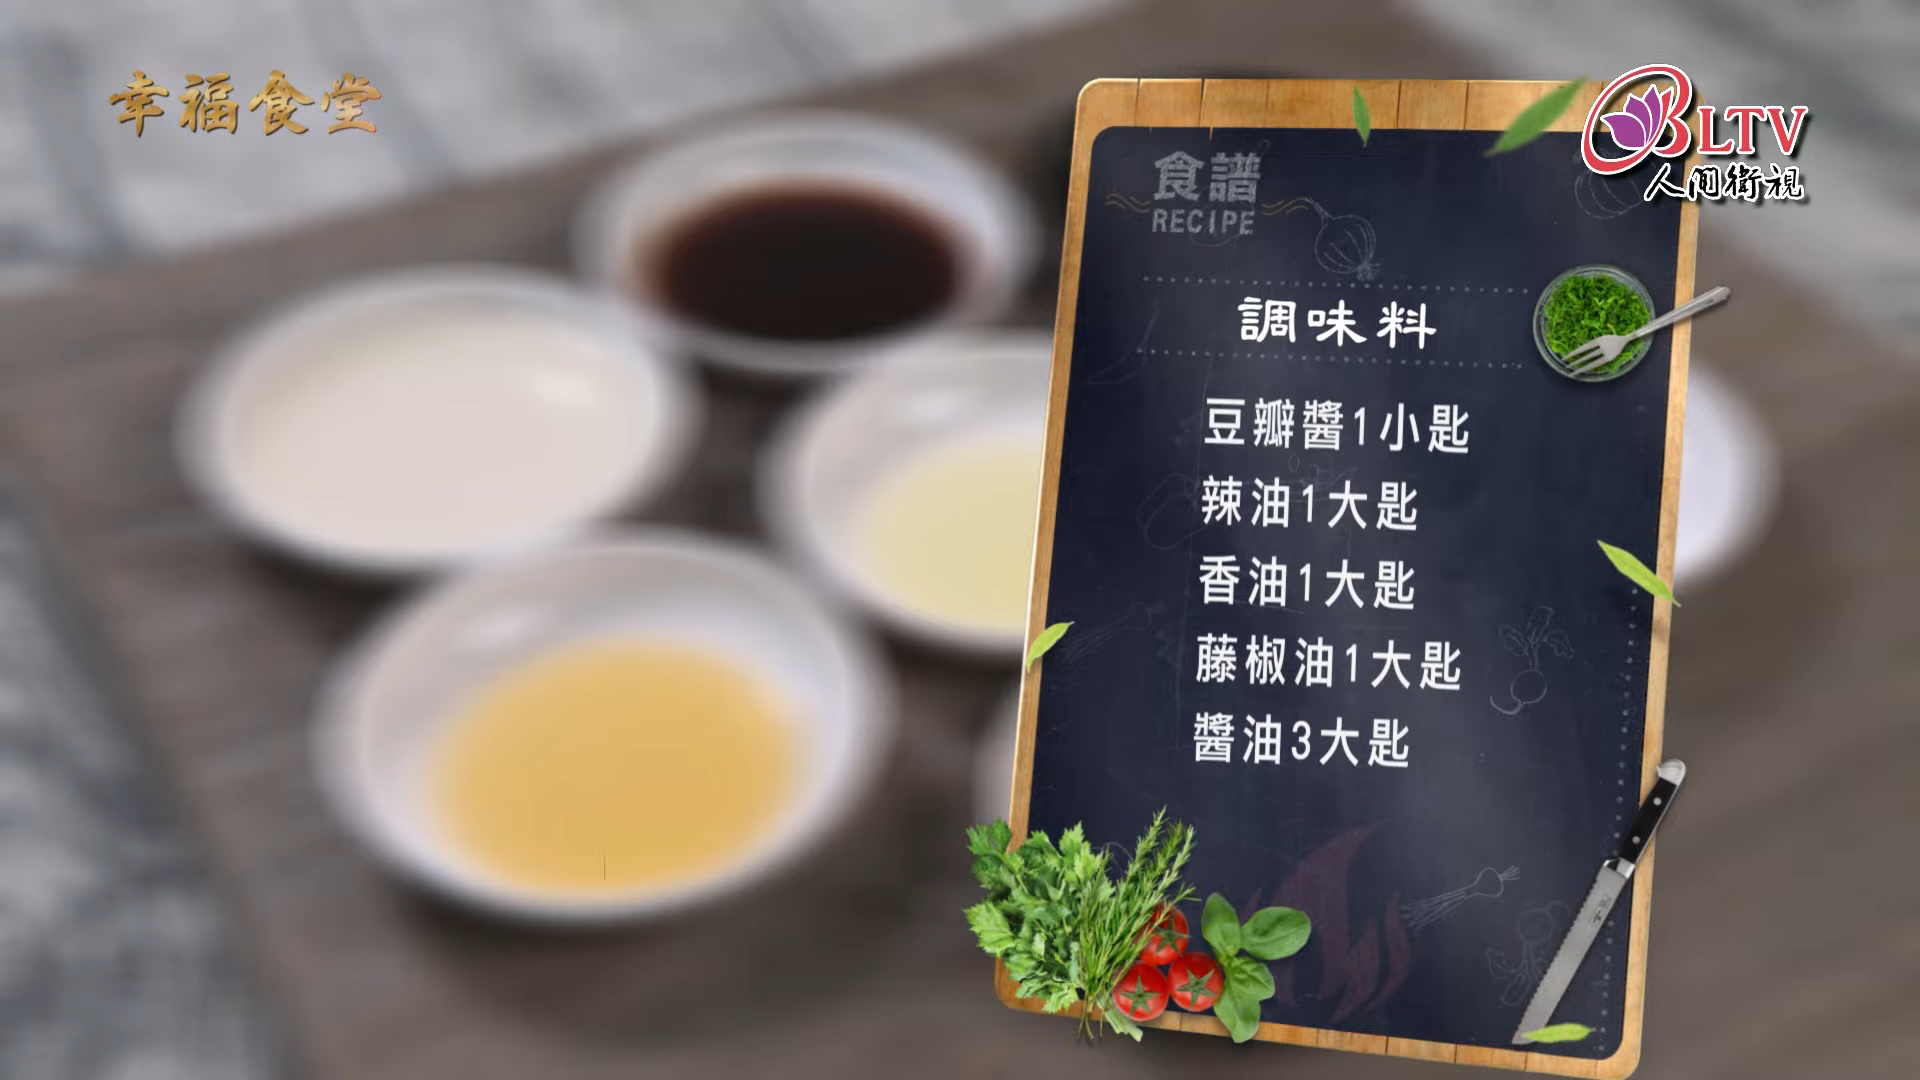 幸福食堂
BLTV
人間衛視
食譜
RECIPE
調味料
豆瓣醬1小匙
辣油1大匙
香油1大匙
藤椒油1大匙
醬油3大匙